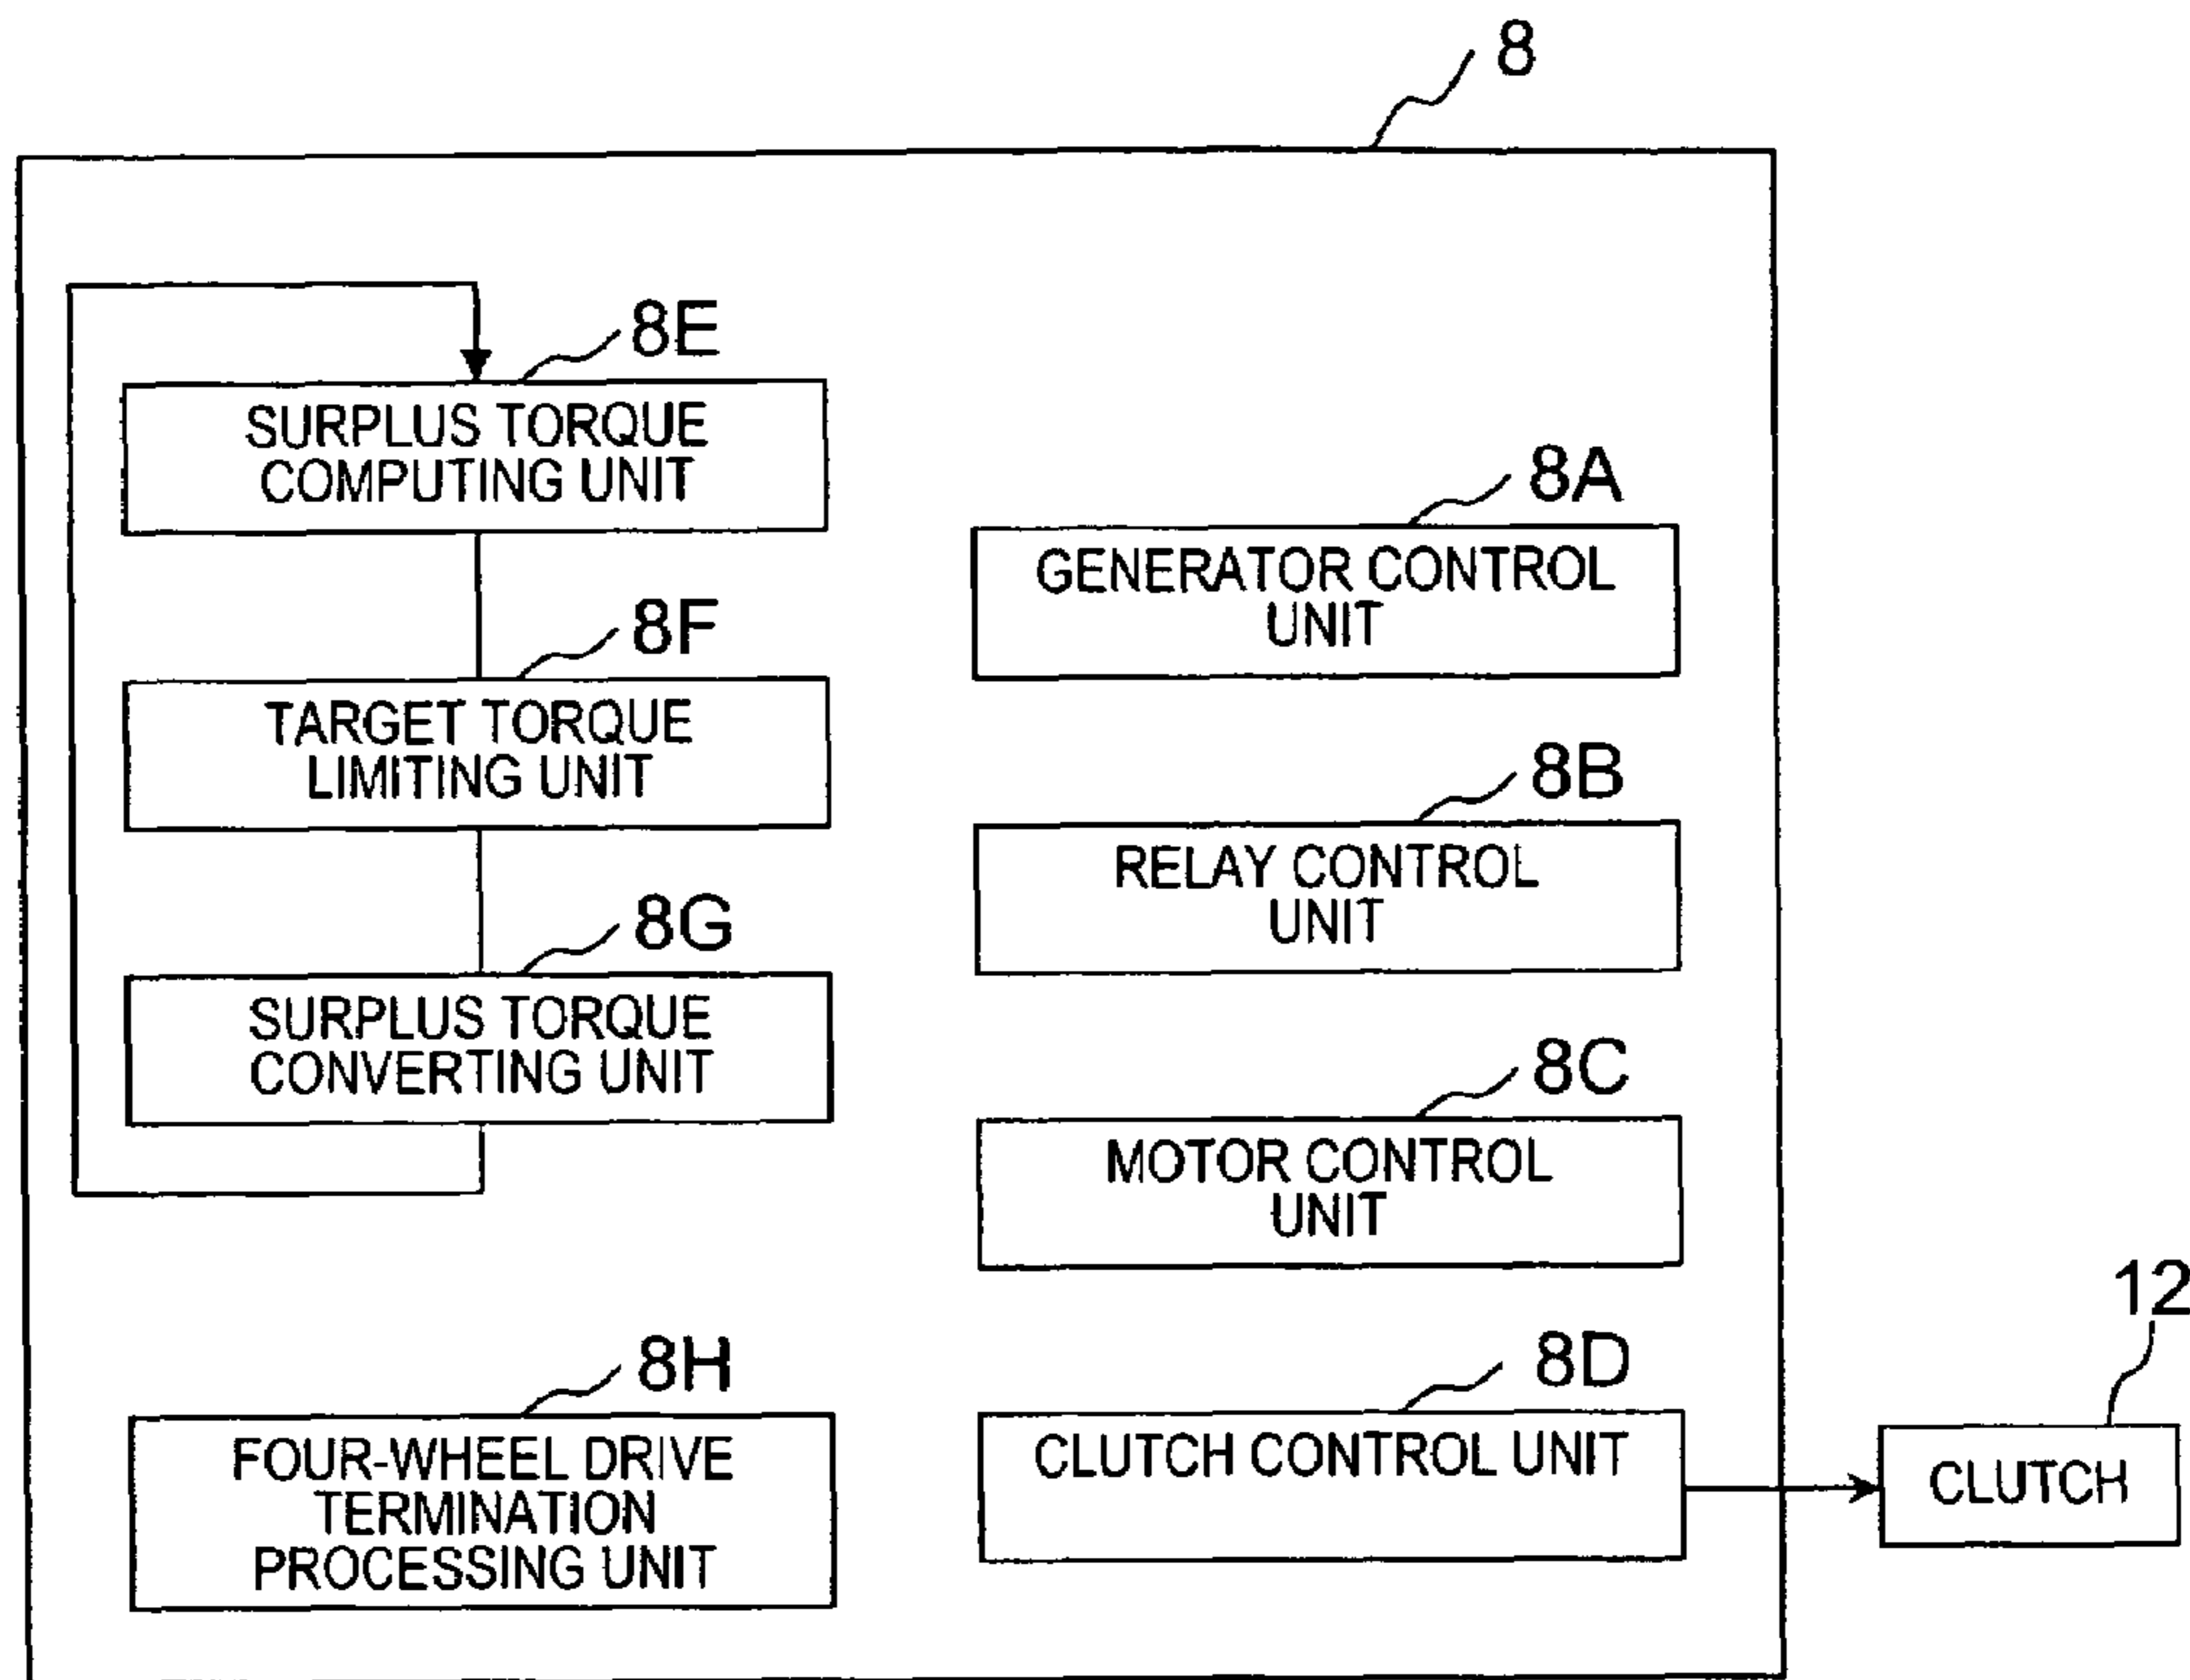 8
8E
SURPLUS TORQUE
COMPUTING UNIT
8F
TARGET TORQUE
LIMITING UNIT
8G
SURPLUS TORQUE
CONVERTING UNIT
8H
FOUR-WHEEL DRIVE
TERMINATION
PROCESSING UNIT
8A
GENERATOR CONTROL
UNIT
8B
RELAY CONTROL
UNIT
8C
MOTOR CONTROL
UNIT
8D
CLUTCH CONTROL UNIT
12
CLUTCH